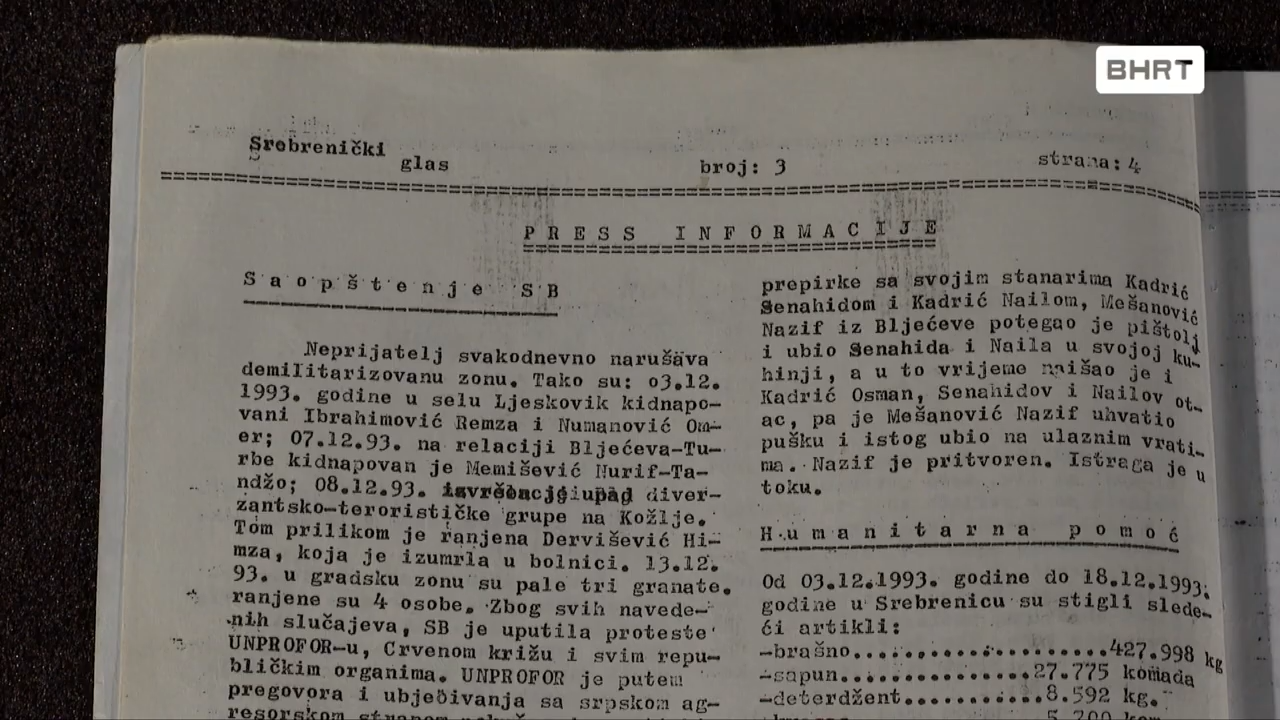 BHRT
Srebrenički
glas
broj: 3
strana: 4
PRESS INFORMACIJE
Saopštenje SB
Neprijatelj svakodnevno narušava
demilitarizovanu zonu. Tako su: o3.12.
1993. godine u selu Ljeskovik kidnapo-
vani Ibrahimović Remza i Numanović Om-
er; 07.12.93. na relaciji Blječeva-Tu-
rbe kidnapovan je Memišević Nurif-Ta-
ndžo; 08.12.93. upad diver-
zantsko-terorističke grupe na Kožlje.
Tom prilikom je ranjena Dervišević Hi-
mza, koja je izumrla u bolnici. 13.12.
93. u gradsku zonu su pale tri granate.
ranjene su 4 osobe. Zbog svih navede-
nih slučajeva, SB je uputila proteste
UNPROFOR-u, Crvenom križu i svim repu-
bličkim organima. UNPROFOR je putem
pregovora i ubjeđivanja sa srpskom ag-
resorskom stranom
prepirke sa svojim stanarima Kadrić
Senahidom i Kadrić Nailom, Mešanović
Nazif iz Blječeve potegao je pištolj
i ubio Senahida i Naila u svojoj ku-
hinji, a u to vrijeme naišao je i
Kadrić Osman, Senahidov i Nailov ot-
ac, pa je Mešanović Nazif uhvatio
pušku i istog ubio na ulaznim vrati-
ma. Nazif je pritvoren. Istraga je u
toku.
Humanitarna pomoć
Od 03.12.1993. godine do 18.12.1993.
godine u Srebrenicu su stigli slede-
ći artikli:
-brašno......................427.998 kg
-sapun................27.775 komada
-deterdžent............8.592 kg.